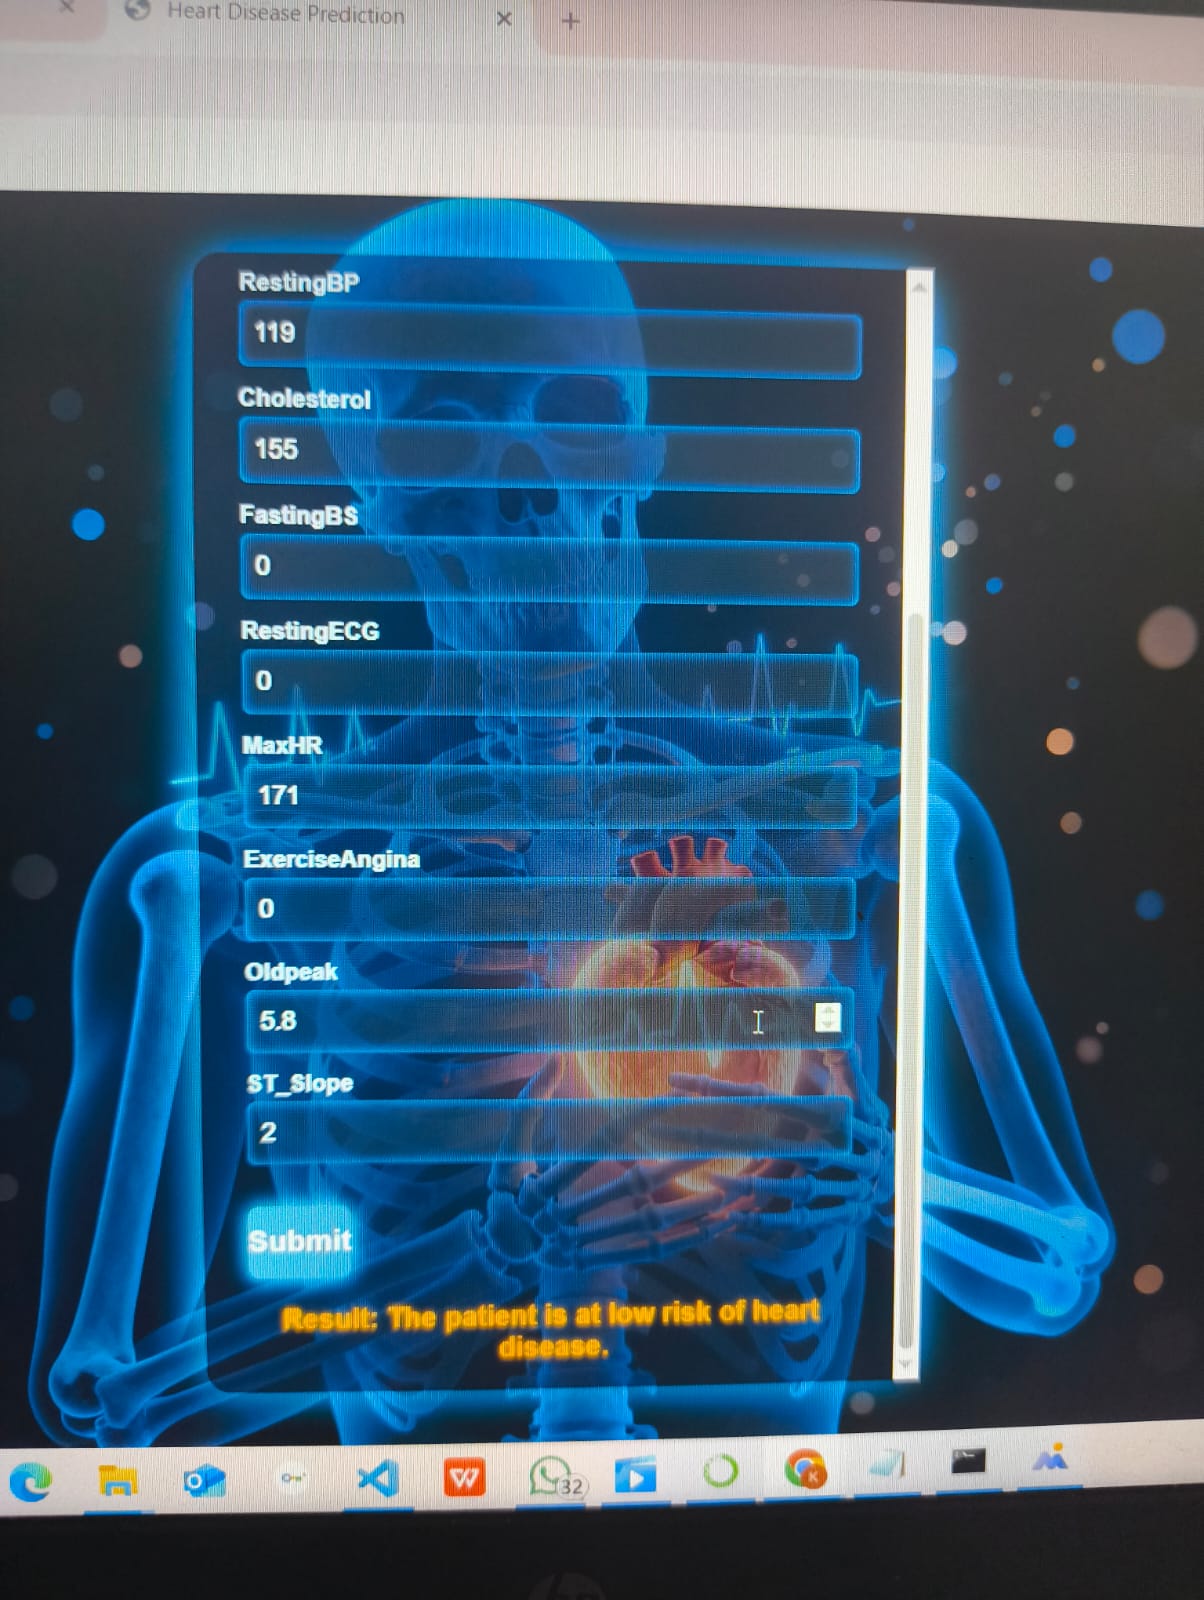 Heart Disease Prediction
RestingBP
119
Cholesterol
155
FastingBS
0
RestingECG
0
MaxHR
171
ExerciseAngina
0
Oldpeak
5.8
ST_Slope
2
Submit
Result: The patient is at low risk of heart
disease.
W
32
K